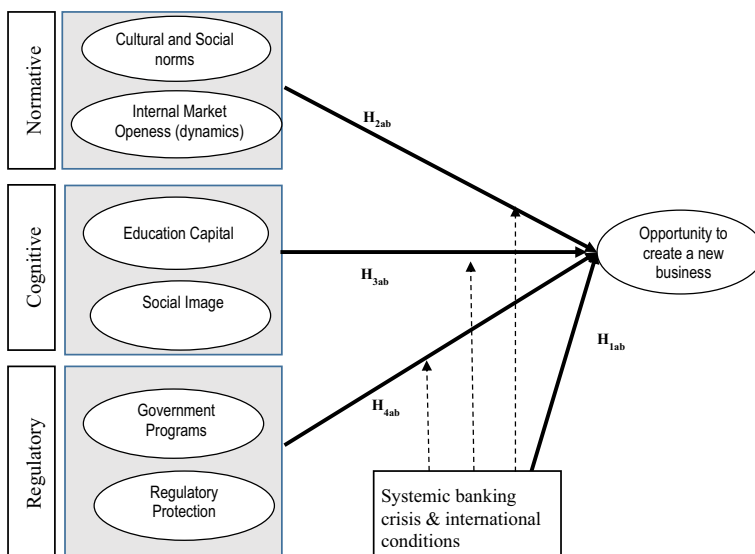 Normative
Cultural and Social
norms
Internal Market
Openess (dynamics)
H2ab
Cognitive
Education Capital
Social Image
H3ab
Opportunity to
create a new
business
H1ab
Regulatory
Government
Programs
Regulatory
Protection
H4ab
Systemic banking
crisis & international
conditions